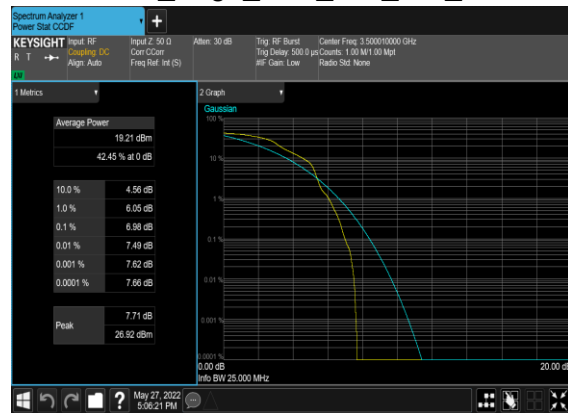 Spectrum Analyzer 1
Power Stat CCDF
+
KEYSIGHT
R T
LW
Input: RF
Coupling: DC
Align: Auto
Input Z: 50 Ω
Corr CCorr
Freq Ref: Int (S)
Atten: 30 dB
Trig: RF Burst
Trig Delay: 500.0 µs
#IF Gain: Low
Center Freq: 3.500010000 GHz
Counts: 1.00 M/1.00 Mpt
Radio Std: None
1 Metrics
Average Power
19.21 dBm
42.45 % at 0 dB
10.0 % 4.56 dB
1.0 % 6.05 dB
0.1 % 6.98 dB
0.01 % 7.49 dB
0.001 % 7.62 dB
0.0001 % 7.66 dB
Peak
7.71 dB
26.92 dBm
2 Graph
Gaussian
100 %
10 %
1 %
0.1 %
0.01 %
0.001 %
0.0001 %
0.00 dB 20.00 dB
Info BW 25.000 MHz
?
May 27, 2022
5:06:21 PM